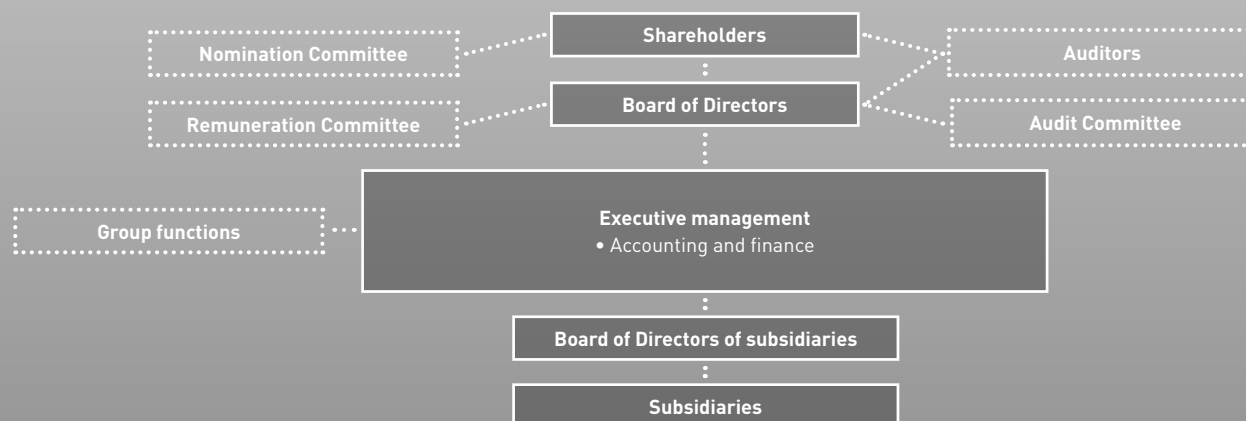 Shareholders
Nomination Committee
Auditors
Board of Directors
Remuneration Committee
Audit Committee
Executive management
• Accounting and finance
Group functions
Board of Directors of subsidiaries
Subsidiaries